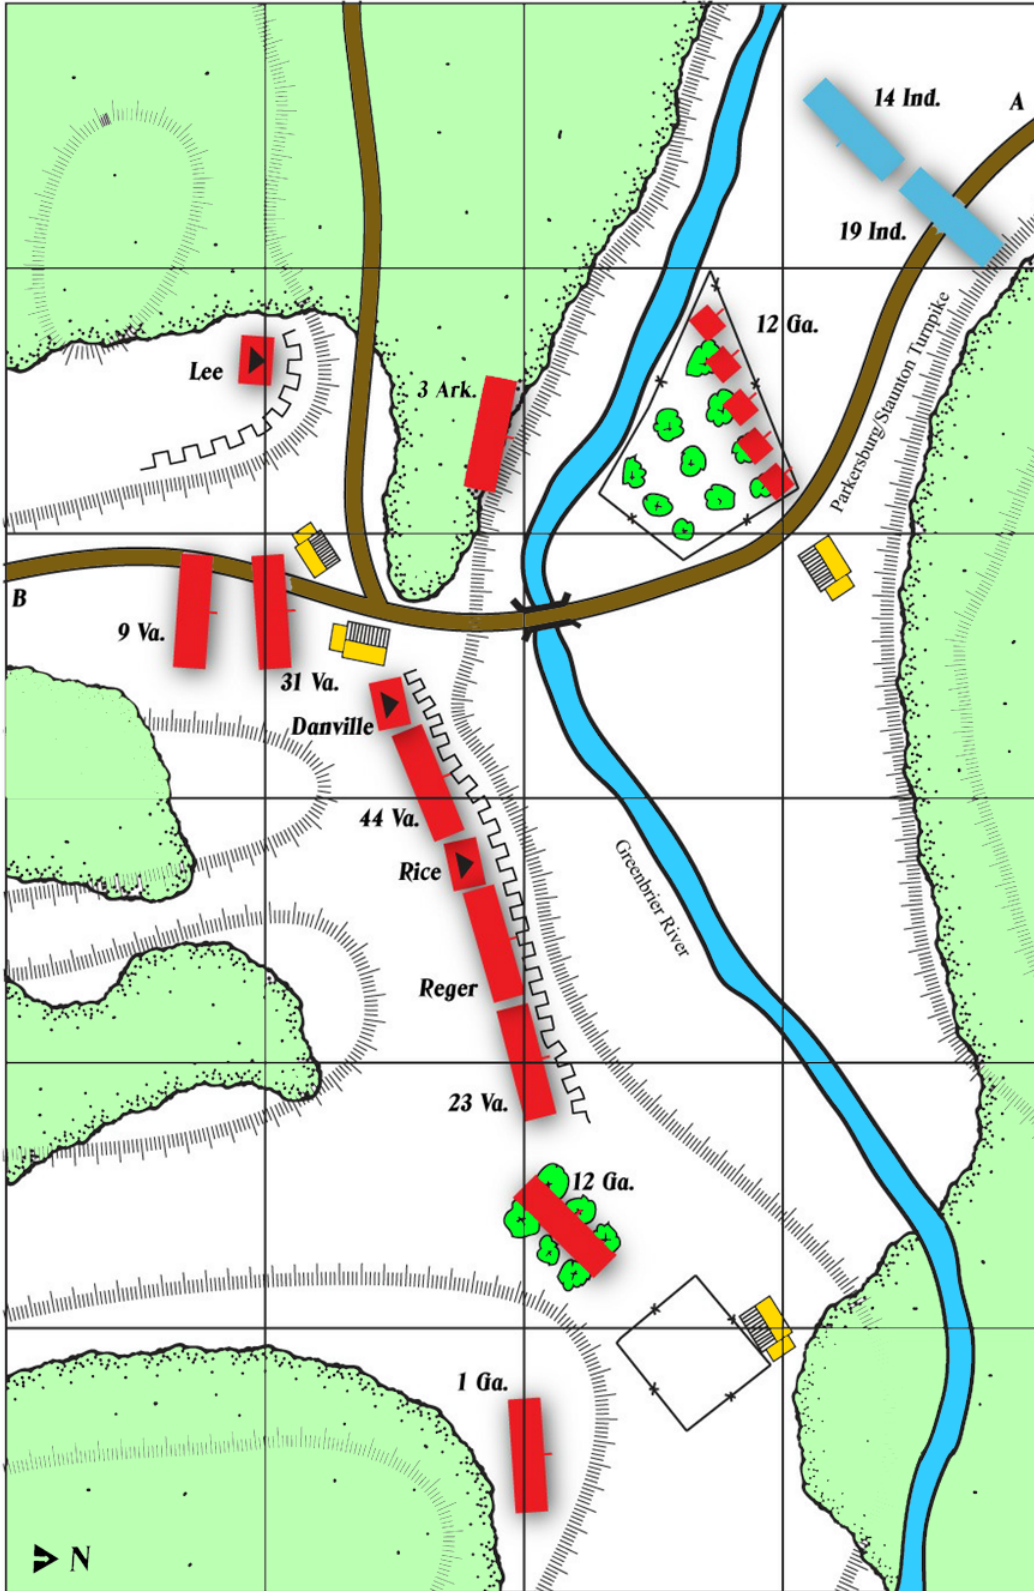 14 Ind.
A
19 Ind.
12 Ga.
Parkersburg/Staunton Turnpike
Lee
3 Ark.
B
9 Va.
31 Va.
Danville
44 Va.
Rice
Greenbrier River
Reger
23 Va.
12 Ga.
1 Ga.
N